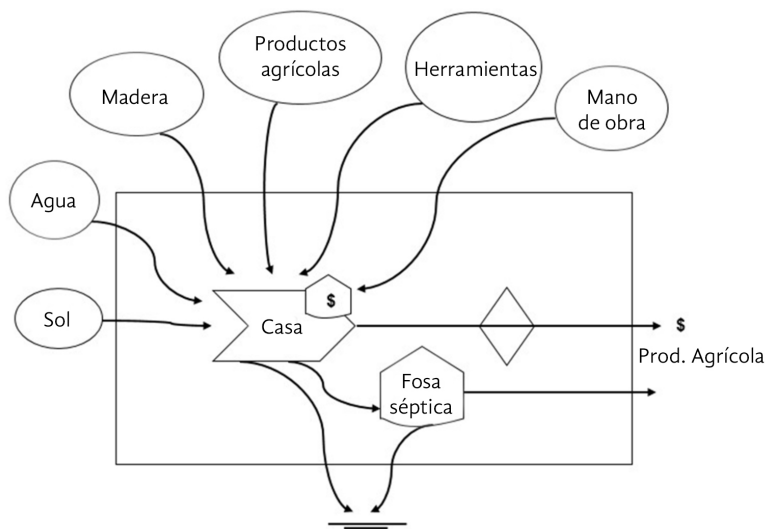 Productos
agrícolas
Herramientas
Madera
Mano
de obra
Agua
$
Sol
Casa
$
Prod. Agrícola
Fosa
séptica